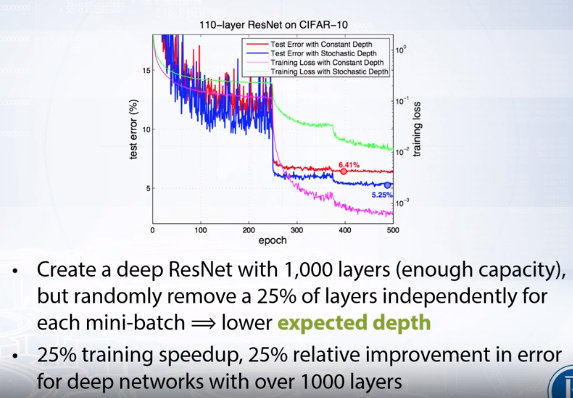 110-layer ResNet on CIFAR-10
Test Error with Constant Depth
Test Error with Stochastic Depth
Training Loss with Constant Depth
Training Loss with Stochastic Depth
test error (%)
15
10
5
10⁰
10⁻¹
10⁻²
10⁻³
training loss
6.41%
5.25%
0 100 200 300 400 500
epoch
• Create a deep ResNet with 1,000 layers (enough capacity),
but randomly remove a 25% of layers independently for
each mini-batch ⟹ lower expected depth
• 25% training speedup, 25% relative improvement in error
for deep networks with over 1000 layers